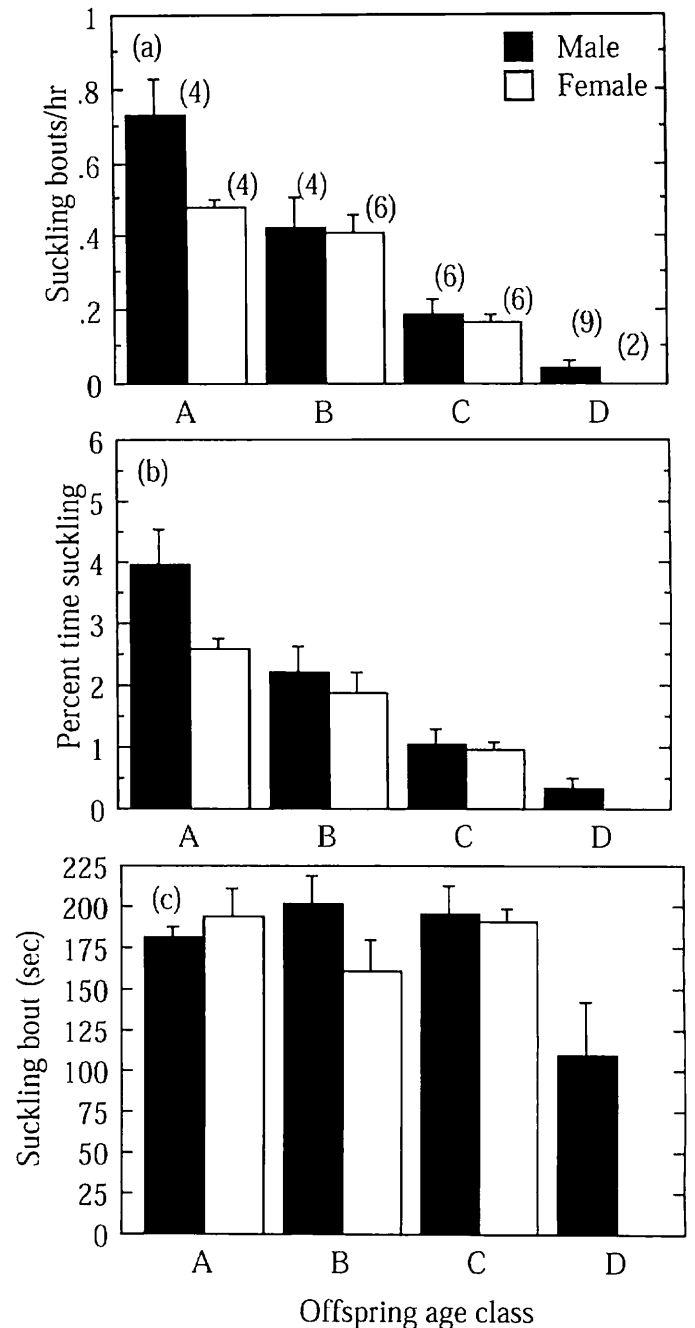 (a)
Male
Female
Suckling bouts/hr
1
.8
.6
.4
.2
0
(4)
(4)
(4)
(6)
(6)
(6)
(9)
(2)
A B C D
(b)
Percent time suckling
6
5
4
3
2
1
0
A B C D
(c)
Suckling bout (sec)
225
200
175
150
125
100
75
50
25
0
A B C D
Offspring age class